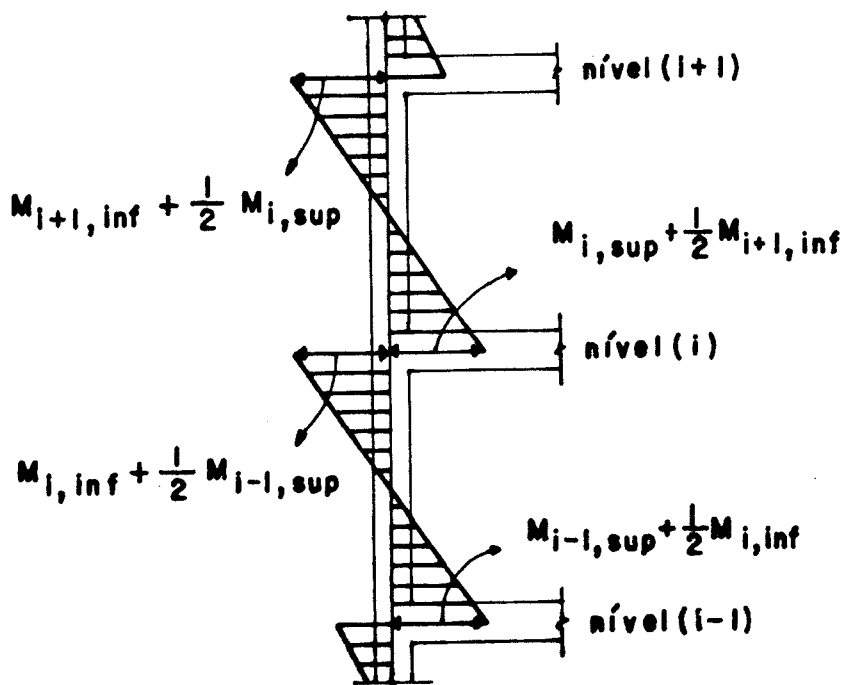 nível (i+1)
M i+1, inf + 1/2 M i, sup
M i, sup + 1/2 M i+1, inf
nível (i)
M i, inf + 1/2 M i-1, sup
M i-1, sup + 1/2 M i, inf
nível (i-1)